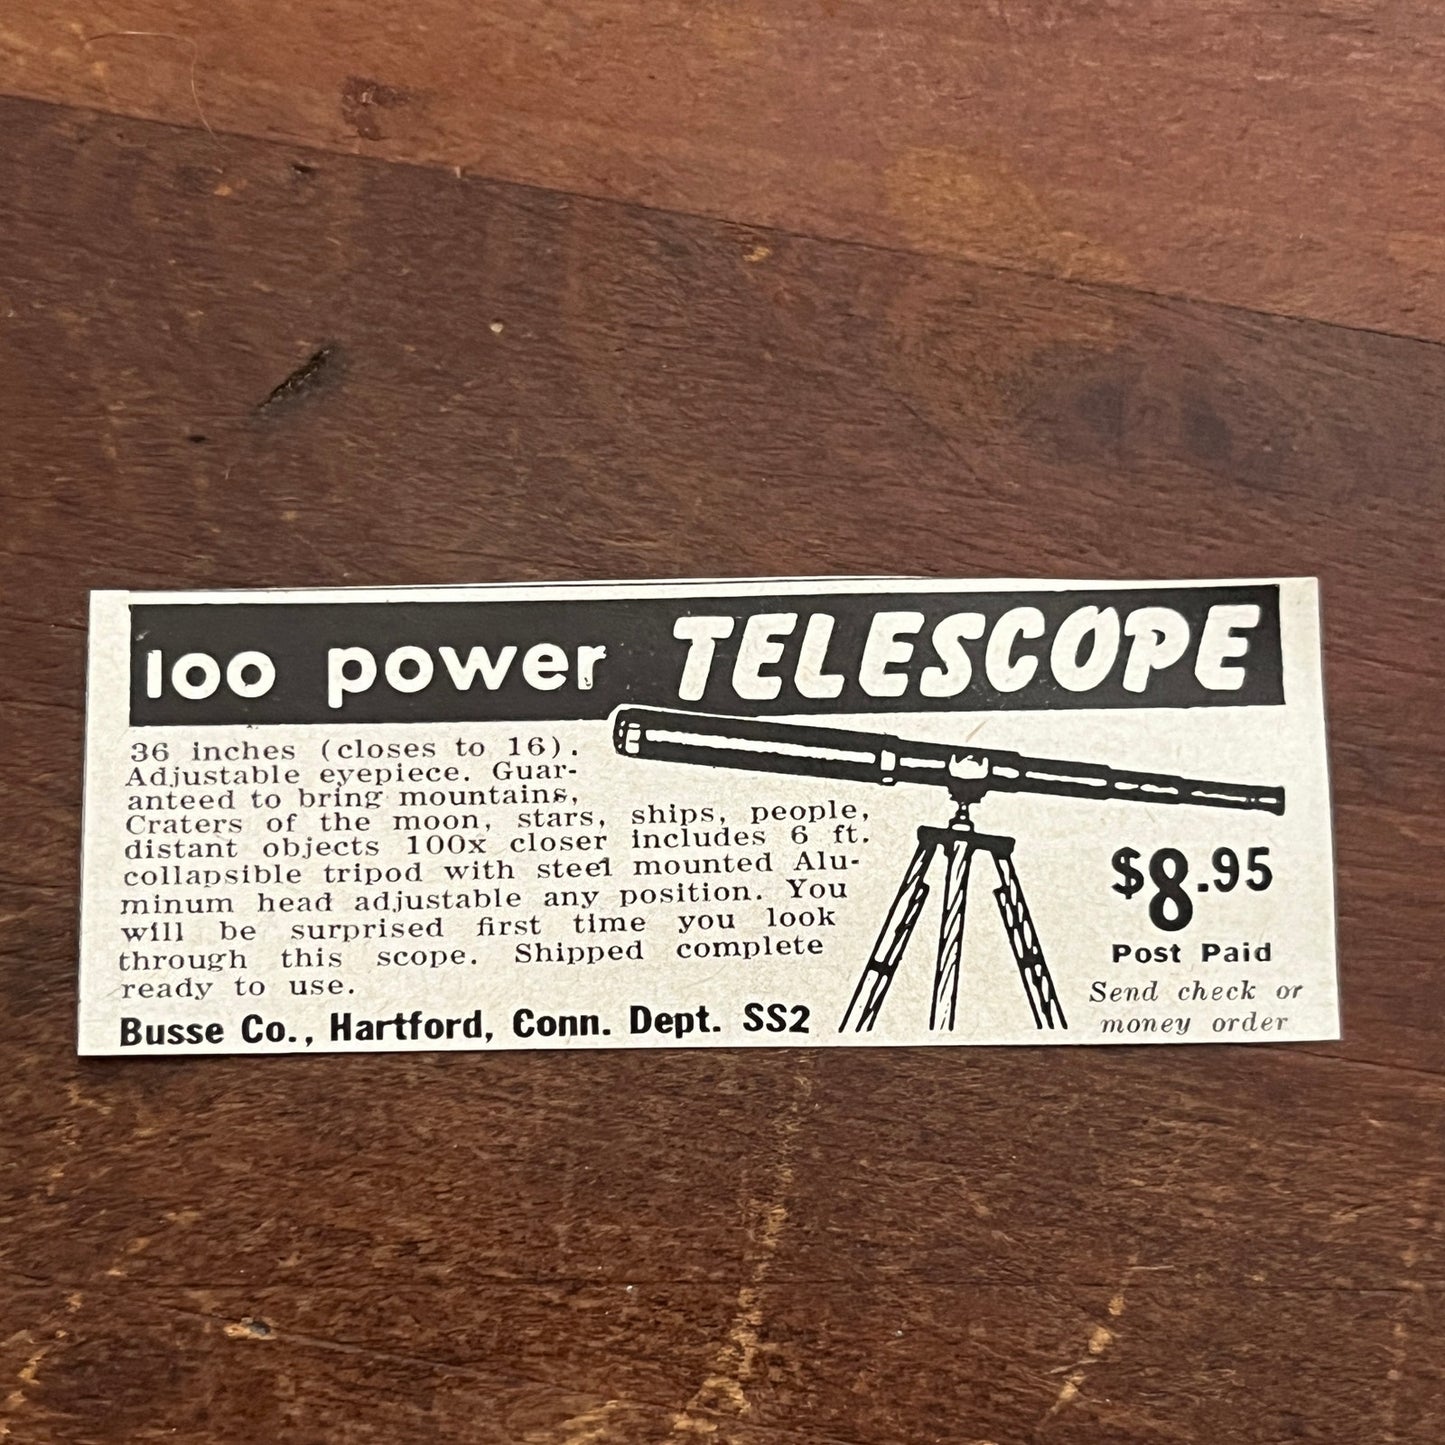 100 power TELESCOPE
36 inches (closes to 16).
Adjustable eyepiece. Guar-
anteed to bring mountains,
Craters of the moon, stars, ships, people,
distant objects 100x closer includes 6 ft.
collapsible tripod with steel mounted Alu-
minum head adjustable any position. You
will be surprised first time you look
through this scope. Shipped complete
ready to use.
Busse Co., Hartford, Conn. Dept. SS2
$8.95
Post Paid
Send check or
money order